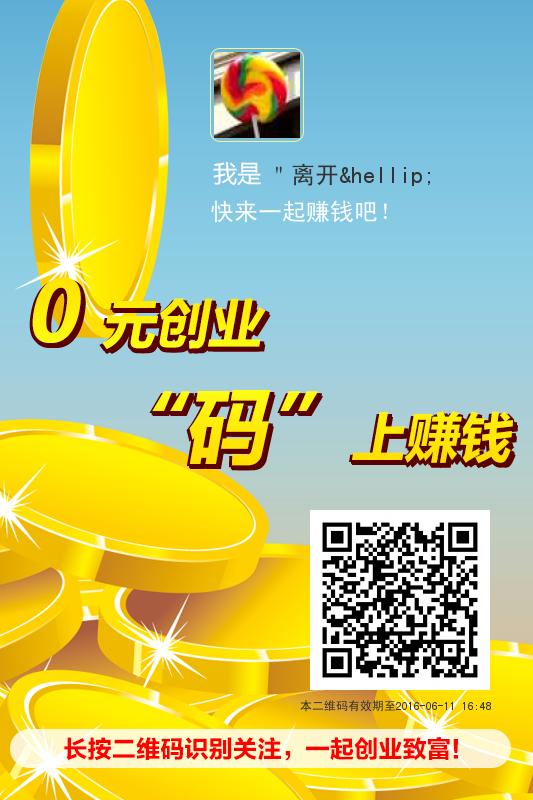 我是 "离开&hellip;
快来一起赚钱吧！
0元创业
“码”上赚钱
本二维码有效期至2016-06-11 16:48
长按二维码识别关注，一起创业致富！